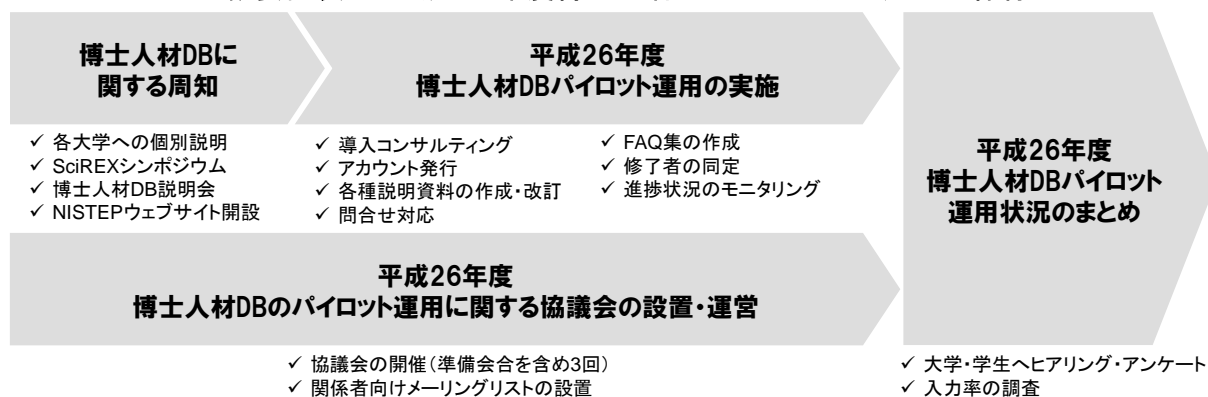 博士人材DBに
関する周知
平成26年度
博士人材DBパイロット運用の実施
✓ 各大学への個別説明
✓ SciREXシンポジウム
✓ 博士人材DB説明会
✓ NISTEPウェブサイト開設
✓ 導入コンサルティング
✓ アカウント発行
✓ 各種説明資料の作成・改訂
✓ 問合せ対応
✓ FAQ集の作成
✓ 修了者の同定
✓ 進捗状況のモニタリング
平成26年度
博士人材DBのパイロット運用に関する協議会の設置・運営
✓ 協議会の開催（準備会合を含め3回）
✓ 関係者向けメーリングリストの設置
平成26年度
博士人材DBパイロット
運用状況のまとめ
✓ 大学・学生へヒアリング・アンケート
✓ 入力率の調査